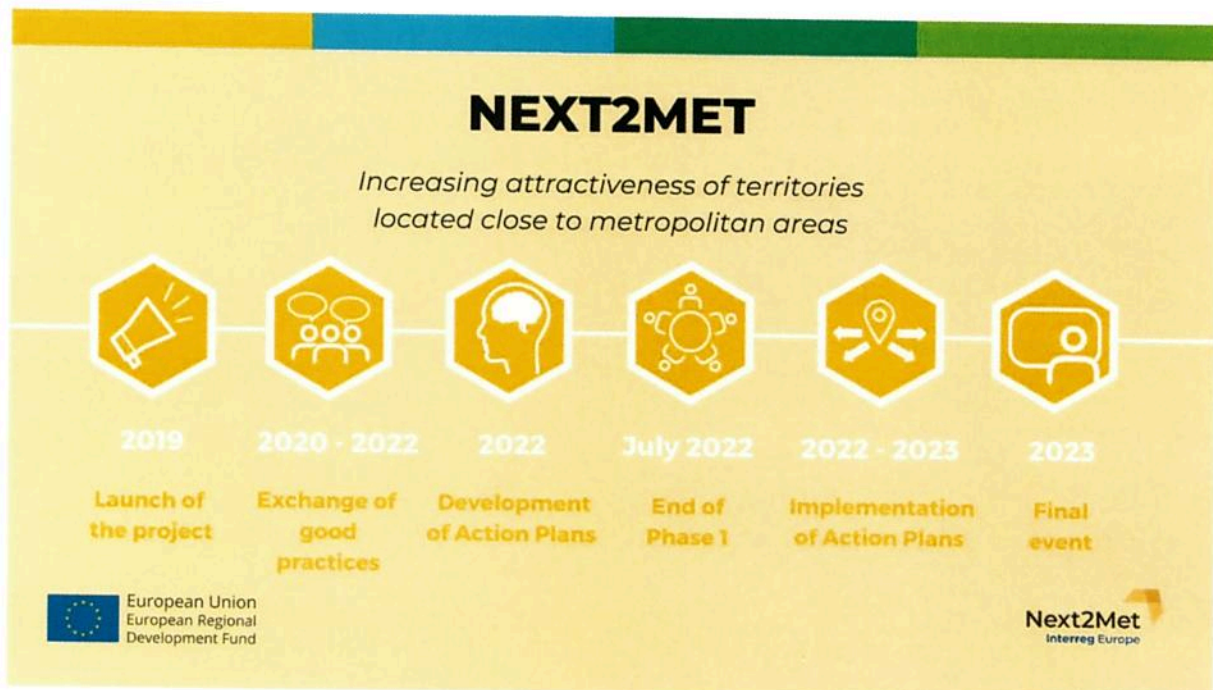 NEXT2MET
Increasing attractiveness of territories
located close to metropolitan areas
2019
Launch of
the project
2020 - 2022
Exchange of
good
practices
2022
Development
of Action Plans
July 2022
End of
Phase 1
2022 - 2023
Implementation
of Action Plans
2023
Final
event
European Union
European Regional
Development Fund
Next2Met
Interreg Europe